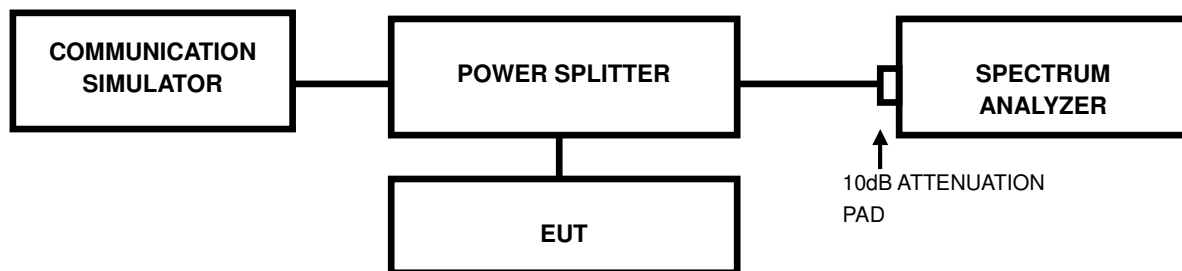 COMMUNICATION
SIMULATOR
POWER SPLITTER
SPECTRUM
ANALYZER
10dB ATTENUATION
PAD
EUT